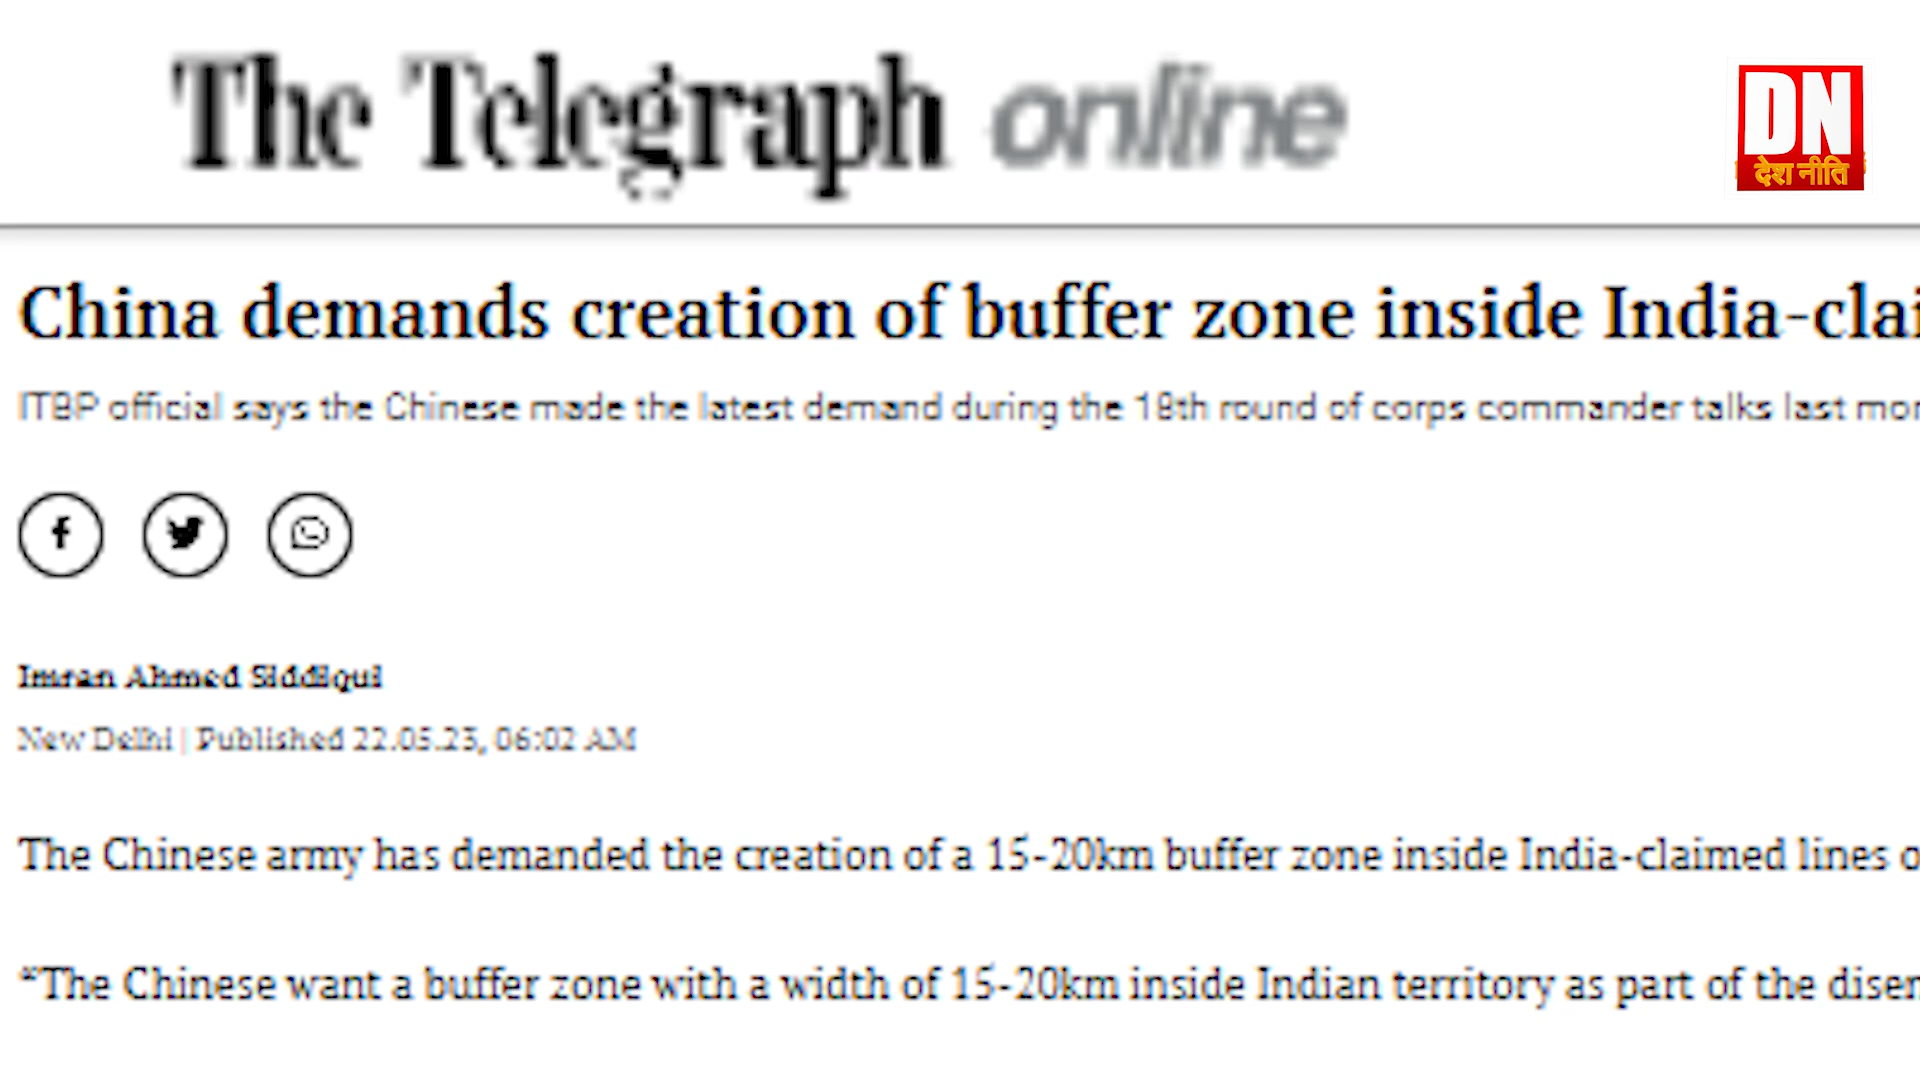 The Telegraph online
DN
देश नीति
China demands creation of buffer zone inside India-clai
ITBP official says the Chinese made the latest demand during the 18th round of corps commander talks last mon
Imran Ahmed Siddiqui
New Delhi | Published 22.05.23, 06:02 AM
The Chinese army has demanded the creation of a 15-20km buffer zone inside India-claimed lines o
“The Chinese want a buffer zone with a width of 15-20km inside Indian territory as part of the disen